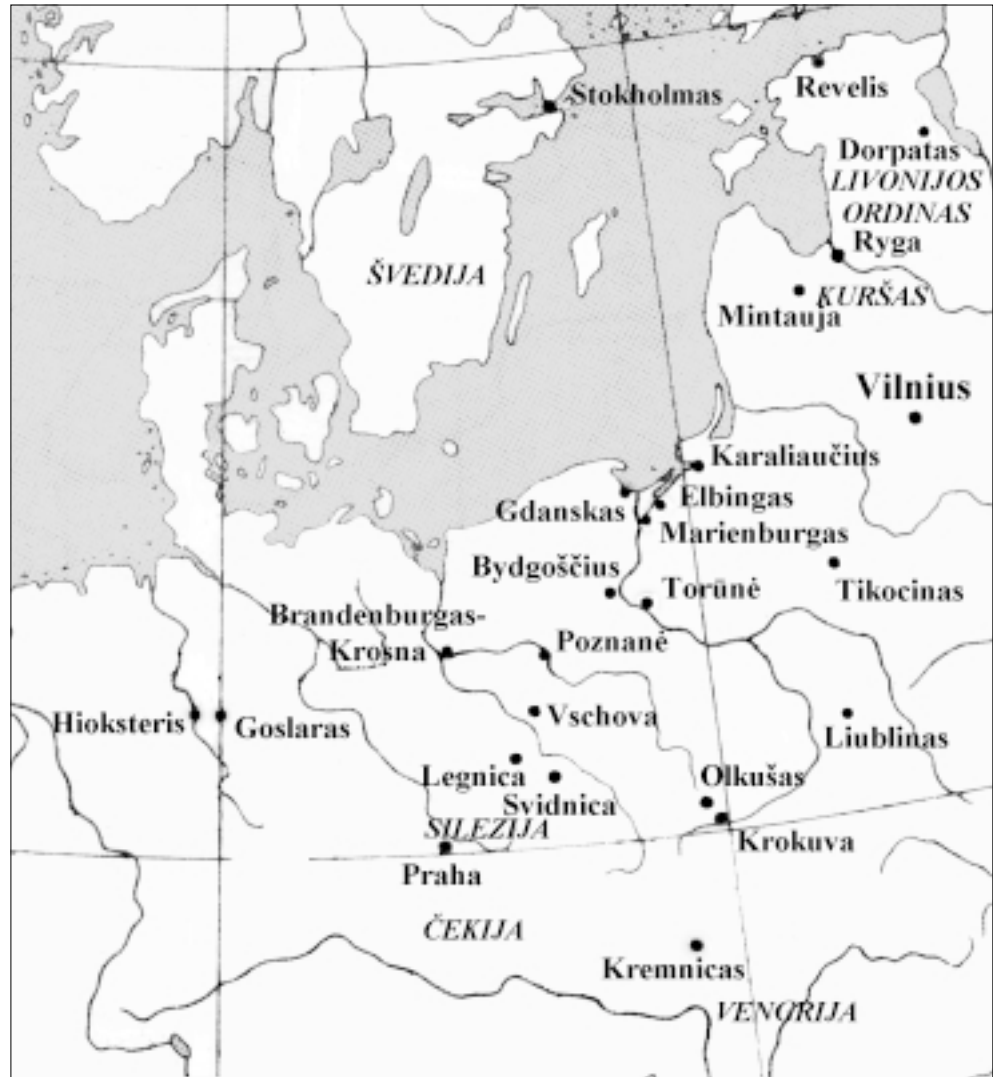 Revelis
Stokholmas
Dorpatas
LIVONIJOS
ORDINAS
Ryga
ŠVEDIJA
KURŠAS
Mintauja
Vilnius
Karaliaučius
Elbingas
Gdanskas
Marienburgas
Bydgoščius
Tikocinas
Torūnė
Brandenburgas-
Krosna
Poznanė
Hioksteris
Goslaras
Vschova
Liublinas
Legnica
Olkušas
Svidnica
SILEZIJA
Krokuva
Praha
ČEKIJA
Kremnicas
VENGRIJA